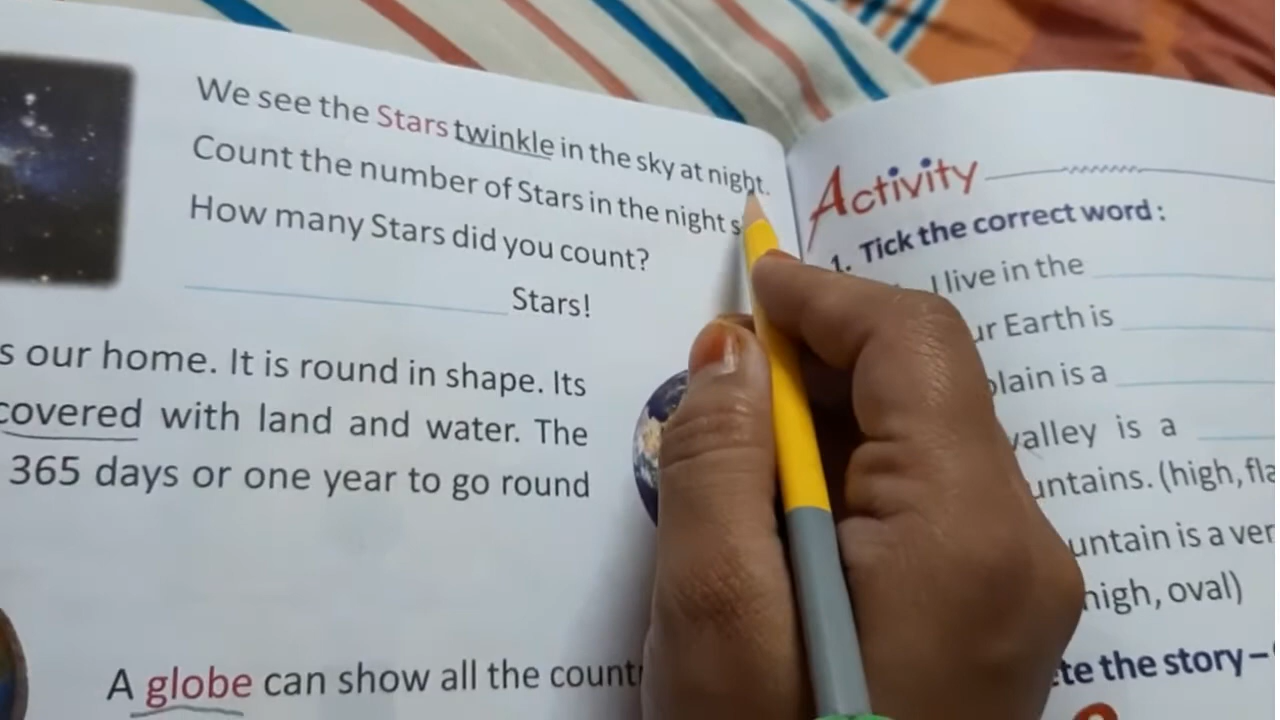 We see the Stars twinkle in the sky at night.
Count the number of Stars in the night
How many Stars did you count?
Stars!
our home. It is round in shape. Its
covered with land and water. The
365 days or one year to go round
A globe can show all the
Activity
1. Tick the correct word:
I live in the
Earth is
is a
valley is a
(high,
is a
high, oval)
the story –